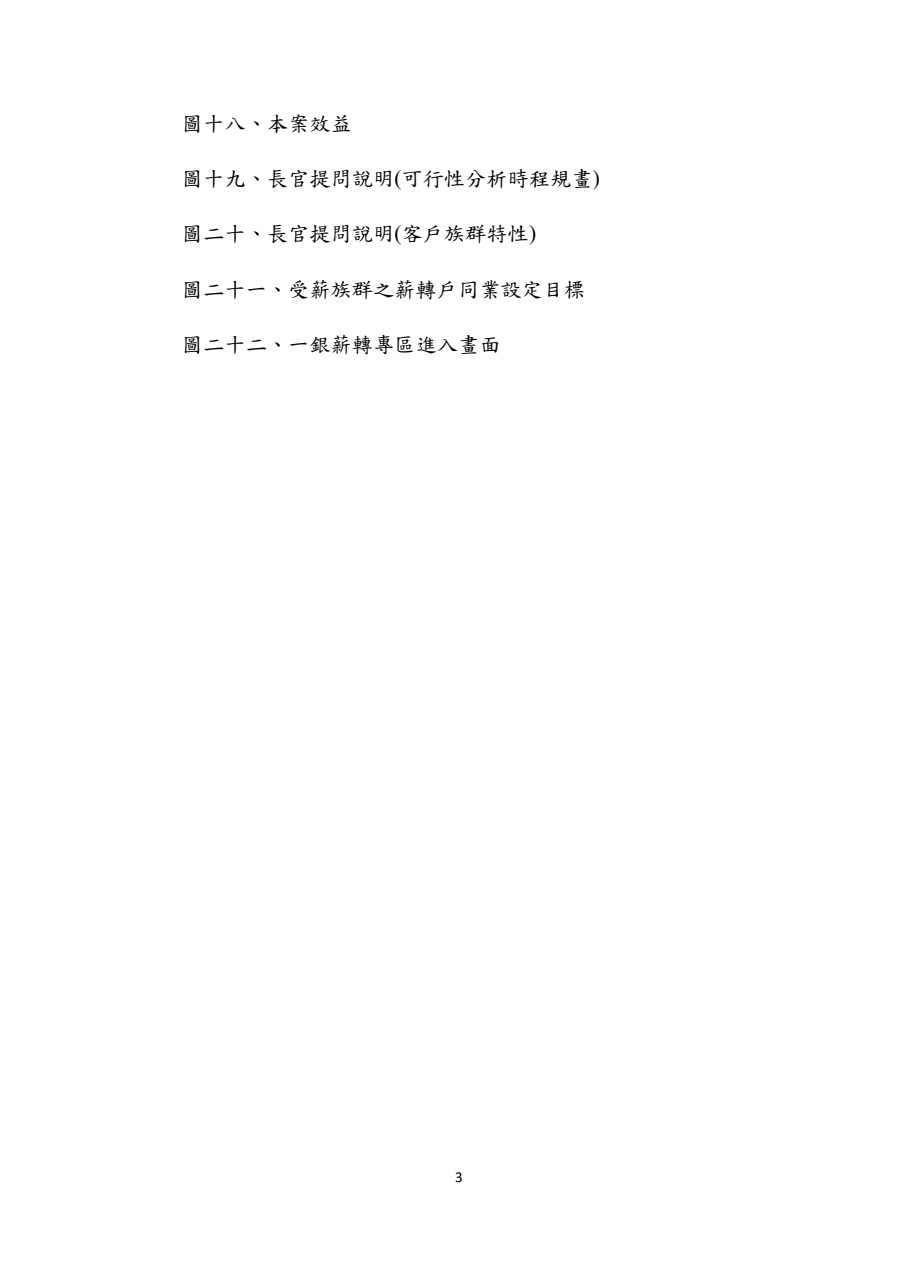 圖十八、本案效益
圖十九、長官提問說明(可行性分析時程規畫)
圖二十、長官提問說明(客戶族群特性)
圖二十一、受薪族群之薪轉戶同業設定目標
圖二十二、一銀薪轉專區進入畫面
3